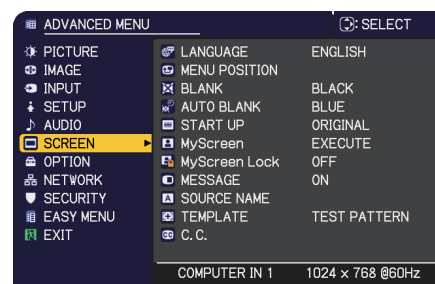 ADVANCED MENU : SELECT
PICTURE LANGUAGE ENGLISH
IMAGE MENU POSITION
INPUT BLANK BLACK
SETUP AUTO BLANK BLUE
AUDIO START UP ORIGINAL
SCREEN MyScreen EXECUTE
OPTION MyScreen Lock OFF
NETWORK MESSAGE ON
SECURITY SOURCE NAME
EASY MENU TEMPLATE TEST PATTERN
EXIT C.C.
COMPUTER IN 1 1024 x 768 @60Hz